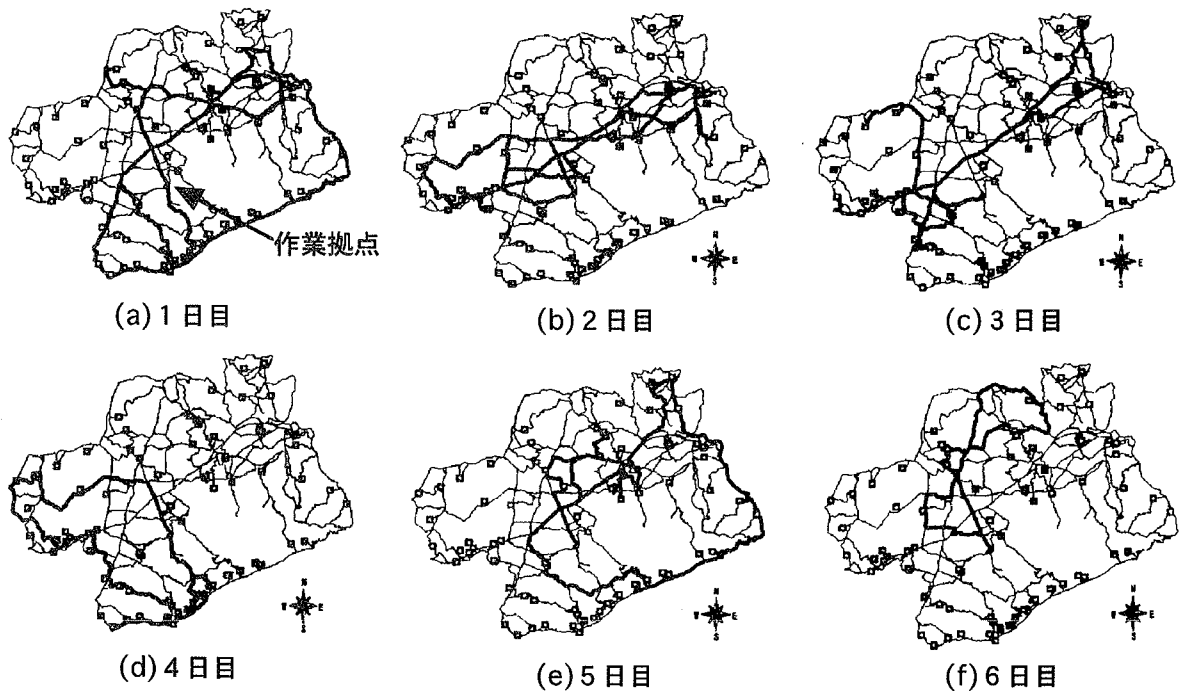 作業拠点
(a) 1 日目
N
W E
S
(b) 2 日目
N
W E
S
(c) 3 日目
N
W E
S
(d) 4 日目
N
W E
S
(e) 5 日目
N
W E
S
(f) 6 日目